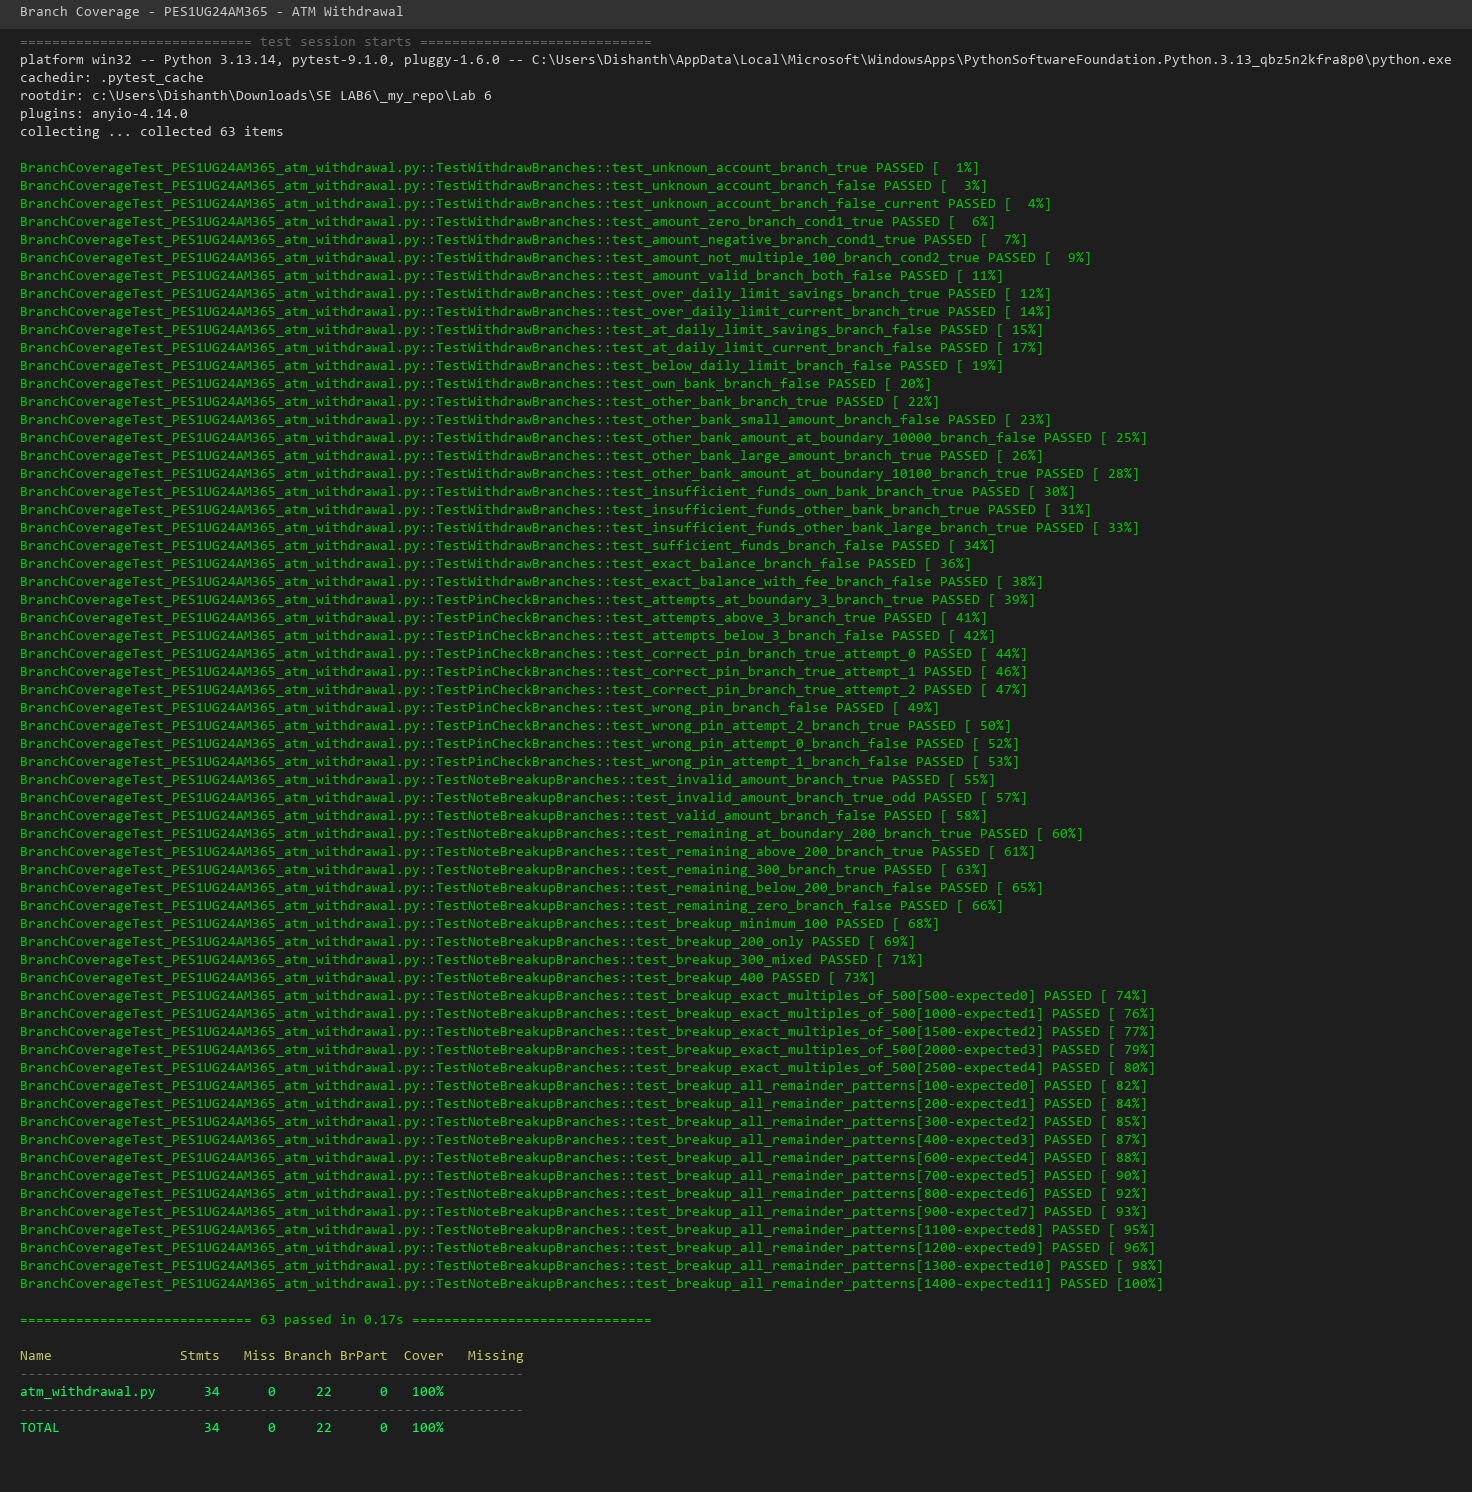 Branch Coverage - PES1UG24AM365 - ATM Withdrawal
============================= test session starts =============================
platform win32 -- Python 3.13.14, pytest-9.1.0, pluggy-1.6.0 -- C:\Users\Dishanth\AppData\Local\Microsoft\WindowsApps\PythonSoftwareFoundation.Python.3.13_qbz5n2kfra8p0\python.exe
cachedir: .pytest_cache
rootdir: c:\Users\Dishanth\Downloads\SE LAB6\_my_repo\Lab 6
plugins: anyio-4.14.0
collecting ... collected 63 items
BranchCoverageTest_PES1UG24AM365_atm_withdrawal.py::TestWithdrawBranches::test_unknown_account_branch_true PASSED [  1%]
BranchCoverageTest_PES1UG24AM365_atm_withdrawal.py::TestWithdrawBranches::test_unknown_account_branch_false PASSED [  3%]
BranchCoverageTest_PES1UG24AM365_atm_withdrawal.py::TestWithdrawBranches::test_unknown_account_branch_false_current PASSED [  4%]
BranchCoverageTest_PES1UG24AM365_atm_withdrawal.py::TestWithdrawBranches::test_amount_zero_branch_cond1_true PASSED [  6%]
BranchCoverageTest_PES1UG24AM365_atm_withdrawal.py::TestWithdrawBranches::test_amount_negative_branch_cond1_true PASSED [  7%]
BranchCoverageTest_PES1UG24AM365_atm_withdrawal.py::TestWithdrawBranches::test_amount_not_multiple_100_branch_cond2_true PASSED [  9%]
BranchCoverageTest_PES1UG24AM365_atm_withdrawal.py::TestWithdrawBranches::test_amount_valid_branch_both_false PASSED [ 11%]
BranchCoverageTest_PES1UG24AM365_atm_withdrawal.py::TestWithdrawBranches::test_over_daily_limit_savings_branch_true PASSED [ 12%]
BranchCoverageTest_PES1UG24AM365_atm_withdrawal.py::TestWithdrawBranches::test_over_daily_limit_current_branch_true PASSED [ 14%]
BranchCoverageTest_PES1UG24AM365_atm_withdrawal.py::TestWithdrawBranches::test_at_daily_limit_savings_branch_false PASSED [ 15%]
BranchCoverageTest_PES1UG24AM365_atm_withdrawal.py::TestWithdrawBranches::test_at_daily_limit_current_branch_false PASSED [ 17%]
BranchCoverageTest_PES1UG24AM365_atm_withdrawal.py::TestWithdrawBranches::test_below_daily_limit_branch_false PASSED [ 19%]
BranchCoverageTest_PES1UG24AM365_atm_withdrawal.py::TestWithdrawBranches::test_own_bank_branch_false PASSED [ 20%]
BranchCoverageTest_PES1UG24AM365_atm_withdrawal.py::TestWithdrawBranches::test_other_bank_branch_true PASSED [ 22%]
BranchCoverageTest_PES1UG24AM365_atm_withdrawal.py::TestWithdrawBranches::test_other_bank_small_amount_branch_false PASSED [ 23%]
BranchCoverageTest_PES1UG24AM365_atm_withdrawal.py::TestWithdrawBranches::test_other_bank_amount_at_boundary_10000_branch_false PASSED [ 25%]
BranchCoverageTest_PES1UG24AM365_atm_withdrawal.py::TestWithdrawBranches::test_other_bank_large_amount_branch_true PASSED [ 26%]
BranchCoverageTest_PES1UG24AM365_atm_withdrawal.py::TestWithdrawBranches::test_other_bank_amount_at_boundary_10100_branch_true PASSED [ 28%]
BranchCoverageTest_PES1UG24AM365_atm_withdrawal.py::TestWithdrawBranches::test_insufficient_funds_own_bank_branch_true PASSED [ 30%]
BranchCoverageTest_PES1UG24AM365_atm_withdrawal.py::TestWithdrawBranches::test_insufficient_funds_other_bank_branch_true PASSED [ 31%]
BranchCoverageTest_PES1UG24AM365_atm_withdrawal.py::TestWithdrawBranches::test_insufficient_funds_other_bank_large_branch_true PASSED [ 33%]
BranchCoverageTest_PES1UG24AM365_atm_withdrawal.py::TestWithdrawBranches::test_sufficient_funds_branch_false PASSED [ 34%]
BranchCoverageTest_PES1UG24AM365_atm_withdrawal.py::TestWithdrawBranches::test_exact_balance_branch_false PASSED [ 36%]
BranchCoverageTest_PES1UG24AM365_atm_withdrawal.py::TestWithdrawBranches::test_exact_balance_with_fee_branch_false PASSED [ 38%]
BranchCoverageTest_PES1UG24AM365_atm_withdrawal.py::TestPinCheckBranches::test_attempts_at_boundary_3_branch_true PASSED [ 39%]
BranchCoverageTest_PES1UG24AM365_atm_withdrawal.py::TestPinCheckBranches::test_attempts_above_3_branch_true PASSED [ 41%]
BranchCoverageTest_PES1UG24AM365_atm_withdrawal.py::TestPinCheckBranches::test_attempts_below_3_branch_false PASSED [ 42%]
BranchCoverageTest_PES1UG24AM365_atm_withdrawal.py::TestPinCheckBranches::test_correct_pin_branch_true_attempt_0 PASSED [ 44%]
BranchCoverageTest_PES1UG24AM365_atm_withdrawal.py::TestPinCheckBranches::test_correct_pin_branch_true_attempt_1 PASSED [ 46%]
BranchCoverageTest_PES1UG24AM365_atm_withdrawal.py::TestPinCheckBranches::test_correct_pin_branch_true_attempt_2 PASSED [ 47%]
BranchCoverageTest_PES1UG24AM365_atm_withdrawal.py::TestPinCheckBranches::test_wrong_pin_branch_false PASSED [ 49%]
BranchCoverageTest_PES1UG24AM365_atm_withdrawal.py::TestPinCheckBranches::test_wrong_pin_attempt_2_branch_true PASSED [ 50%]
BranchCoverageTest_PES1UG24AM365_atm_withdrawal.py::TestPinCheckBranches::test_wrong_pin_attempt_0_branch_false PASSED [ 52%]
BranchCoverageTest_PES1UG24AM365_atm_withdrawal.py::TestPinCheckBranches::test_wrong_pin_attempt_1_branch_false PASSED [ 53%]
BranchCoverageTest_PES1UG24AM365_atm_withdrawal.py::TestNoteBreakupBranches::test_invalid_amount_branch_true PASSED [ 55%]
BranchCoverageTest_PES1UG24AM365_atm_withdrawal.py::TestNoteBreakupBranches::test_invalid_amount_branch_true_odd PASSED [ 57%]
BranchCoverageTest_PES1UG24AM365_atm_withdrawal.py::TestNoteBreakupBranches::test_valid_amount_branch_false PASSED [ 58%]
BranchCoverageTest_PES1UG24AM365_atm_withdrawal.py::TestNoteBreakupBranches::test_remaining_at_boundary_200_branch_true PASSED [ 60%]
BranchCoverageTest_PES1UG24AM365_atm_withdrawal.py::TestNoteBreakupBranches::test_remaining_above_200_branch_true PASSED [ 61%]
BranchCoverageTest_PES1UG24AM365_atm_withdrawal.py::TestNoteBreakupBranches::test_remaining_300_branch_true PASSED [ 63%]
BranchCoverageTest_PES1UG24AM365_atm_withdrawal.py::TestNoteBreakupBranches::test_remaining_below_200_branch_false PASSED [ 65%]
BranchCoverageTest_PES1UG24AM365_atm_withdrawal.py::TestNoteBreakupBranches::test_remaining_zero_branch_false PASSED [ 66%]
BranchCoverageTest_PES1UG24AM365_atm_withdrawal.py::TestNoteBreakupBranches::test_breakup_minimum_100 PASSED [ 68%]
BranchCoverageTest_PES1UG24AM365_atm_withdrawal.py::TestNoteBreakupBranches::test_breakup_200_only PASSED [ 69%]
BranchCoverageTest_PES1UG24AM365_atm_withdrawal.py::TestNoteBreakupBranches::test_breakup_300_mixed PASSED [ 71%]
BranchCoverageTest_PES1UG24AM365_atm_withdrawal.py::TestNoteBreakupBranches::test_breakup_400 PASSED [ 73%]
BranchCoverageTest_PES1UG24AM365_atm_withdrawal.py::TestNoteBreakupBranches::test_breakup_exact_multiples_of_500[500-expected0] PASSED [ 74%]
BranchCoverageTest_PES1UG24AM365_atm_withdrawal.py::TestNoteBreakupBranches::test_breakup_exact_multiples_of_500[1000-expected1] PASSED [ 76%]
BranchCoverageTest_PES1UG24AM365_atm_withdrawal.py::TestNoteBreakupBranches::test_breakup_exact_multiples_of_500[1500-expected2] PASSED [ 77%]
BranchCoverageTest_PES1UG24AM365_atm_withdrawal.py::TestNoteBreakupBranches::test_breakup_exact_multiples_of_500[2000-expected3] PASSED [ 79%]
BranchCoverageTest_PES1UG24AM365_atm_withdrawal.py::TestNoteBreakupBranches::test_breakup_exact_multiples_of_500[2500-expected4] PASSED [ 80%]
BranchCoverageTest_PES1UG24AM365_atm_withdrawal.py::TestNoteBreakupBranches::test_breakup_all_remainder_patterns[100-expected0] PASSED [ 82%]
BranchCoverageTest_PES1UG24AM365_atm_withdrawal.py::TestNoteBreakupBranches::test_breakup_all_remainder_patterns[200-expected1] PASSED [ 84%]
BranchCoverageTest_PES1UG24AM365_atm_withdrawal.py::TestNoteBreakupBranches::test_breakup_all_remainder_patterns[300-expected2] PASSED [ 85%]
BranchCoverageTest_PES1UG24AM365_atm_withdrawal.py::TestNoteBreakupBranches::test_breakup_all_remainder_patterns[400-expected3] PASSED [ 87%]
BranchCoverageTest_PES1UG24AM365_atm_withdrawal.py::TestNoteBreakupBranches::test_breakup_all_remainder_patterns[600-expected4] PASSED [ 88%]
BranchCoverageTest_PES1UG24AM365_atm_withdrawal.py::TestNoteBreakupBranches::test_breakup_all_remainder_patterns[700-expected5] PASSED [ 90%]
BranchCoverageTest_PES1UG24AM365_atm_withdrawal.py::TestNoteBreakupBranches::test_breakup_all_remainder_patterns[800-expected6] PASSED [ 92%]
BranchCoverageTest_PES1UG24AM365_atm_withdrawal.py::TestNoteBreakupBranches::test_breakup_all_remainder_patterns[900-expected7] PASSED [ 93%]
BranchCoverageTest_PES1UG24AM365_atm_withdrawal.py::TestNoteBreakupBranches::test_breakup_all_remainder_patterns[1100-expected8] PASSED [ 95%]
BranchCoverageTest_PES1UG24AM365_atm_withdrawal.py::TestNoteBreakupBranches::test_breakup_all_remainder_patterns[1200-expected9] PASSED [ 96%]
BranchCoverageTest_PES1UG24AM365_atm_withdrawal.py::TestNoteBreakupBranches::test_breakup_all_remainder_patterns[1300-expected10] PASSED [ 98%]
BranchCoverageTest_PES1UG24AM365_atm_withdrawal.py::TestNoteBreakupBranches::test_breakup_all_remainder_patterns[1400-expected11] PASSED [100%]
============================= 63 passed in 0.17s ==============================
Name                Stmts   Miss Branch BrPart  Cover   Missing
---------------------------------------------------------------
atm_withdrawal.py      34      0     22      0   100%
---------------------------------------------------------------
TOTAL                  34      0     22      0   100%